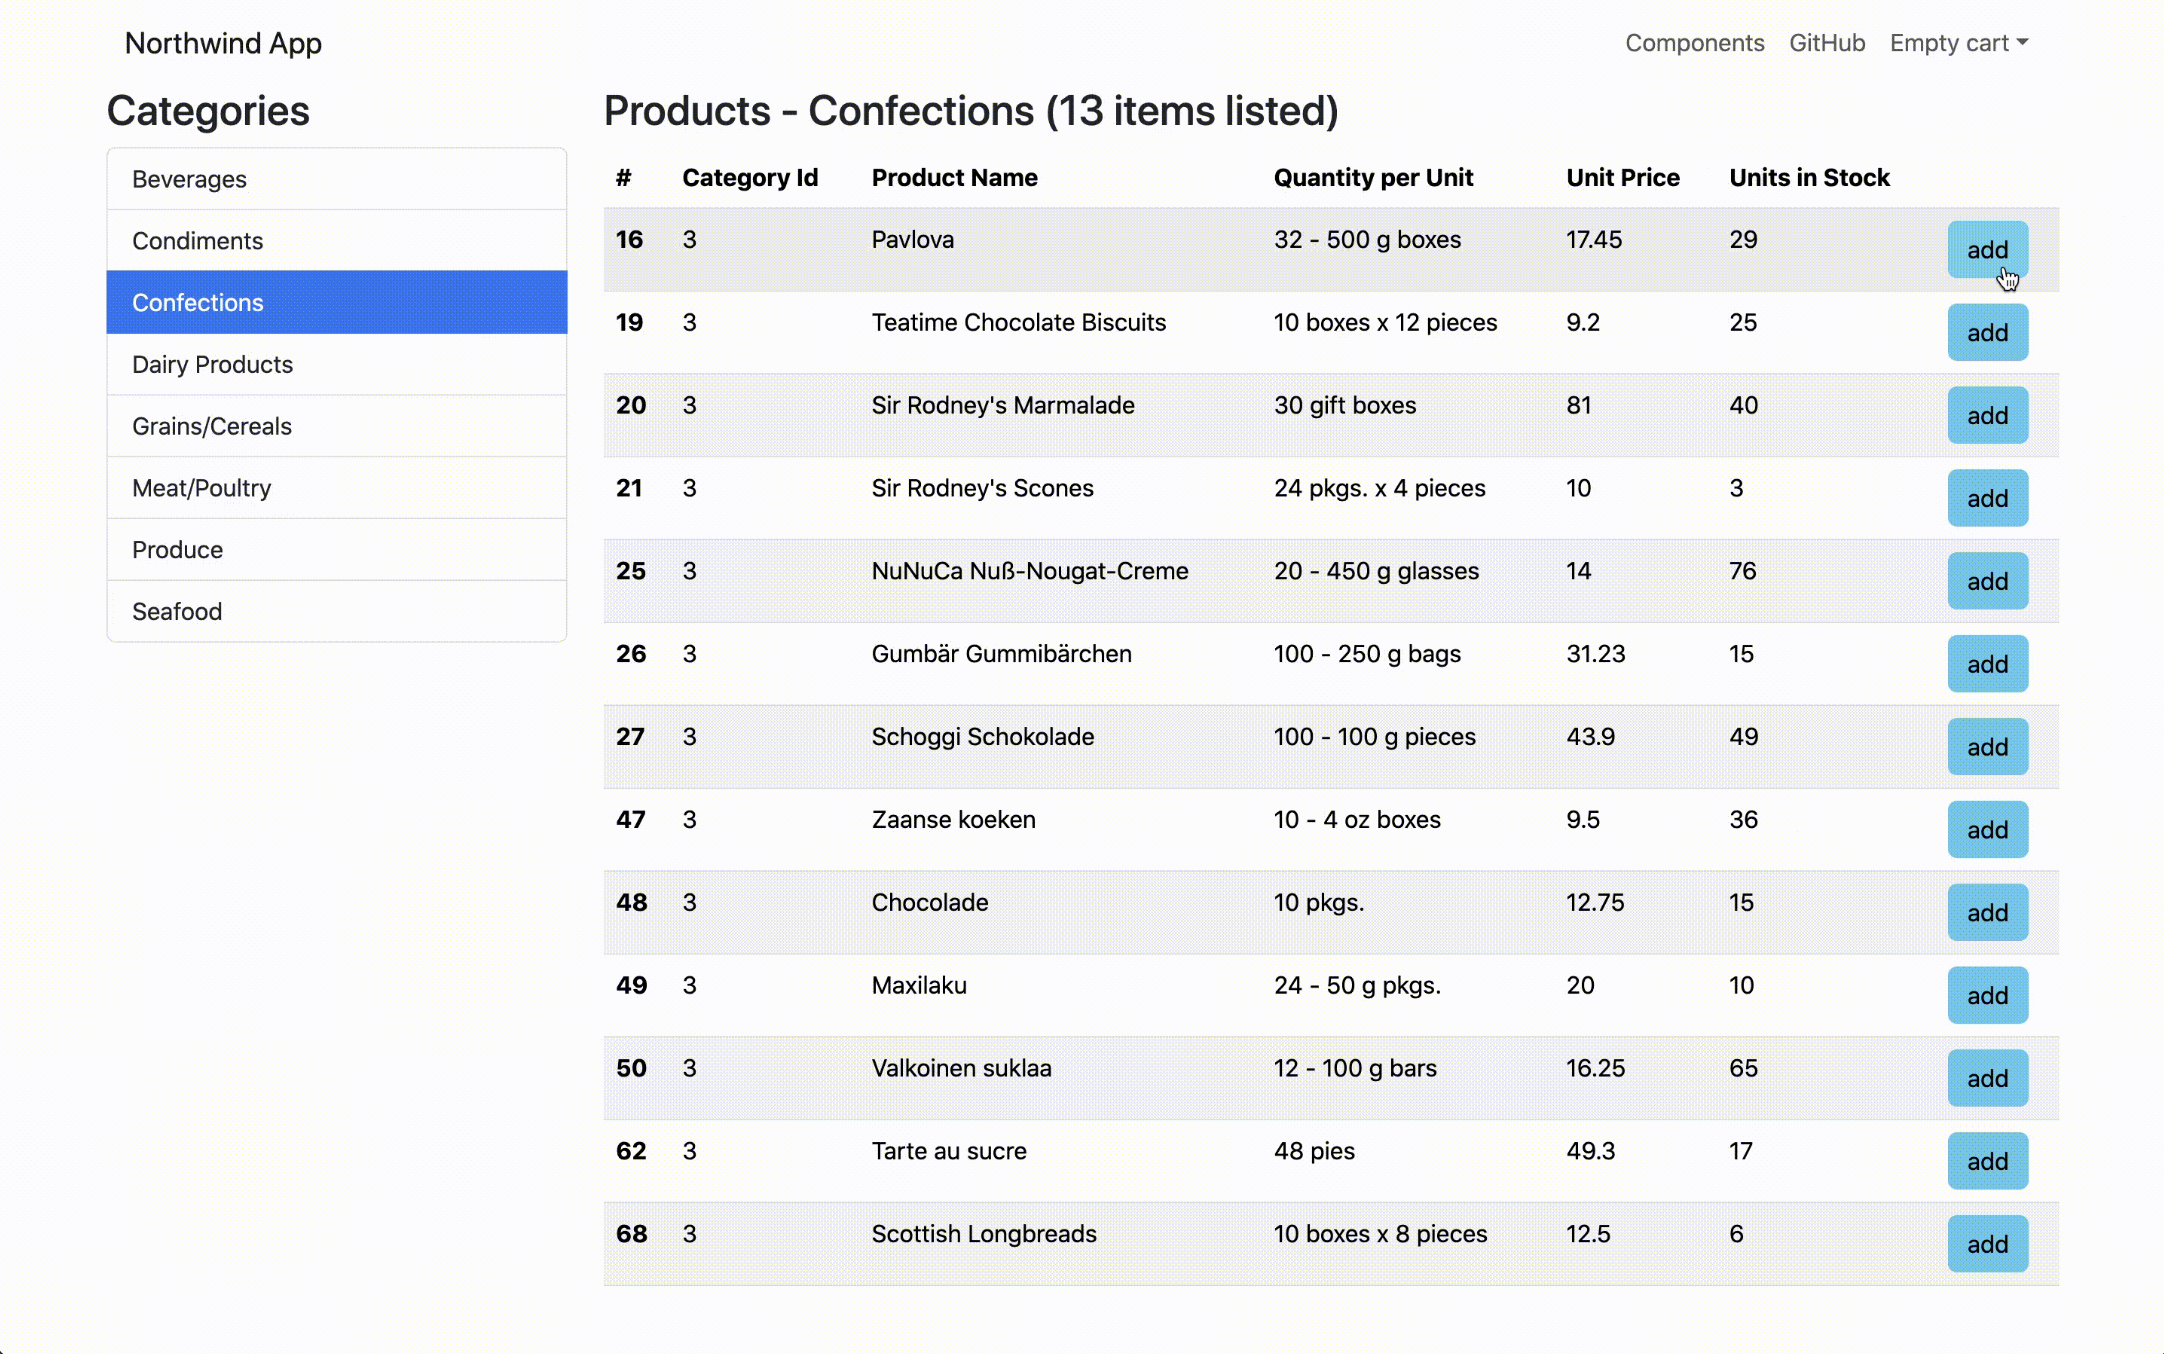 Northwind App Components GitHub Empty cart
Categories
Beverages
Condiments
Confections
Dairy Products
Grains/Cereals
Meat/Poultry
Produce
Seafood
Products - Confections (13 items listed)
# Category Id Product Name Quantity per Unit Unit Price Units in Stock
16 3 Pavlova 32 - 500 g boxes 17.45 29 add
19 3 Teatime Chocolate Biscuits 10 boxes x 12 pieces 9.2 25 add
20 3 Sir Rodney's Marmalade 30 gift boxes 81 40 add
21 3 Sir Rodney's Scones 24 pkgs. x 4 pieces 10 3 add
25 3 NuNuCa Nuß-Nougat-Creme 20 - 450 g glasses 14 76 add
26 3 Gumbär Gummibärchen 100 - 250 g bags 31.23 15 add
27 3 Schoggi Schokolade 100 - 100 g pieces 43.9 49 add
47 3 Zaanse koeken 10 - 4 oz boxes 9.5 36 add
48 3 Chocolade 10 pkgs. 12.75 15 add
49 3 Maxilaku 24 - 50 g pkgs. 20 10 add
50 3 Valkoinen suklaa 12 - 100 g bars 16.25 65 add
62 3 Tarte au sucre 48 pies 49.3 17 add
68 3 Scottish Longbreads 10 boxes x 8 pieces 12.5 6 add